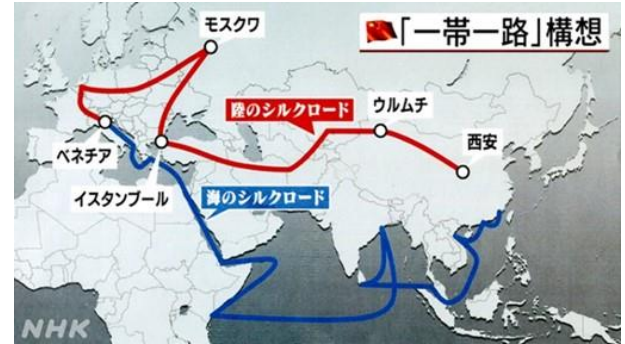 「一帯一路」構想
モスクワ
陸のシルクロード
ウルムチ
西安
ベネチア
イスタンブール
海のシルクロード
NHK